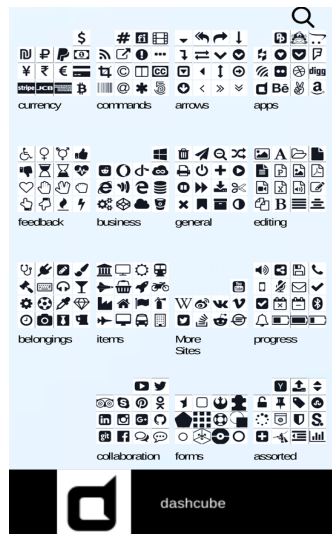 currency
commands
arrows
apps
feedback
business
general
editing
belongings
items
More
Sites
progress
collaboration
forms
assorted
dashcube